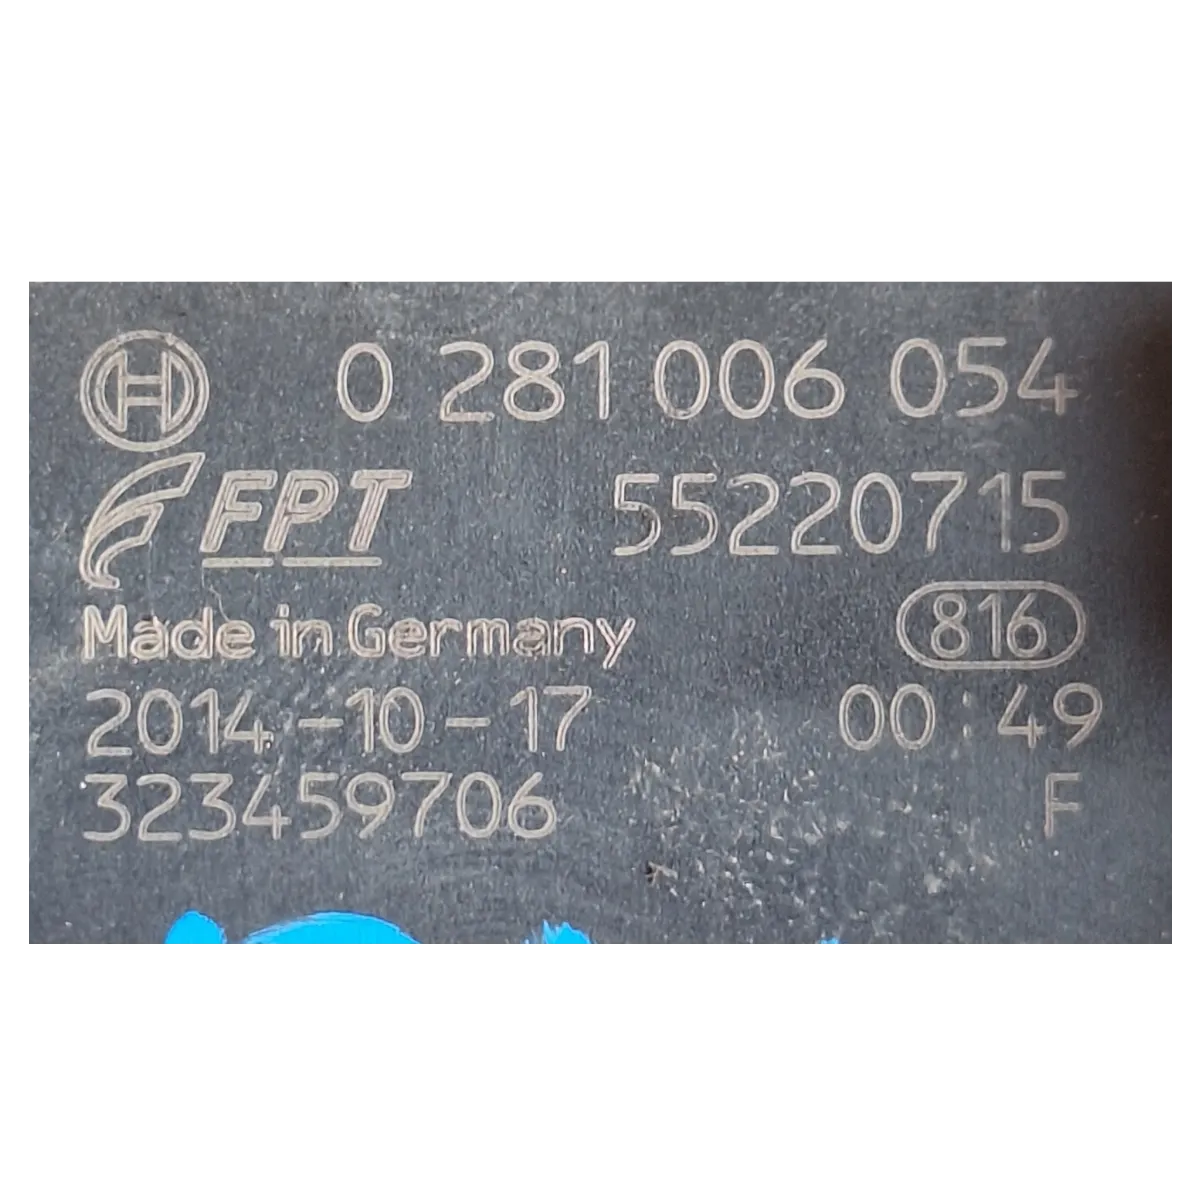 0 281 006 054
FPT 55220715
Made in Germany 816
2014-10-17 00:49
323459706 F